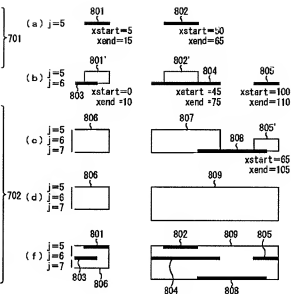 801 802
(a) j=5
xstart=5 xstart=50
xend=15 xend=65
701
801' 802' 804 805
(b) j=5
j=6
803 xstart=0 xstart=45 xstart=100
xend=10 xend=75 xend=110
806 807 808 805'
(c) j=5
j=6
j=7
xstart=65
xend=105
702
806 809
(d) j=5
j=6
j=7
801 802 809 805
(f) j=5
j=6
j=7
803 806 804 808